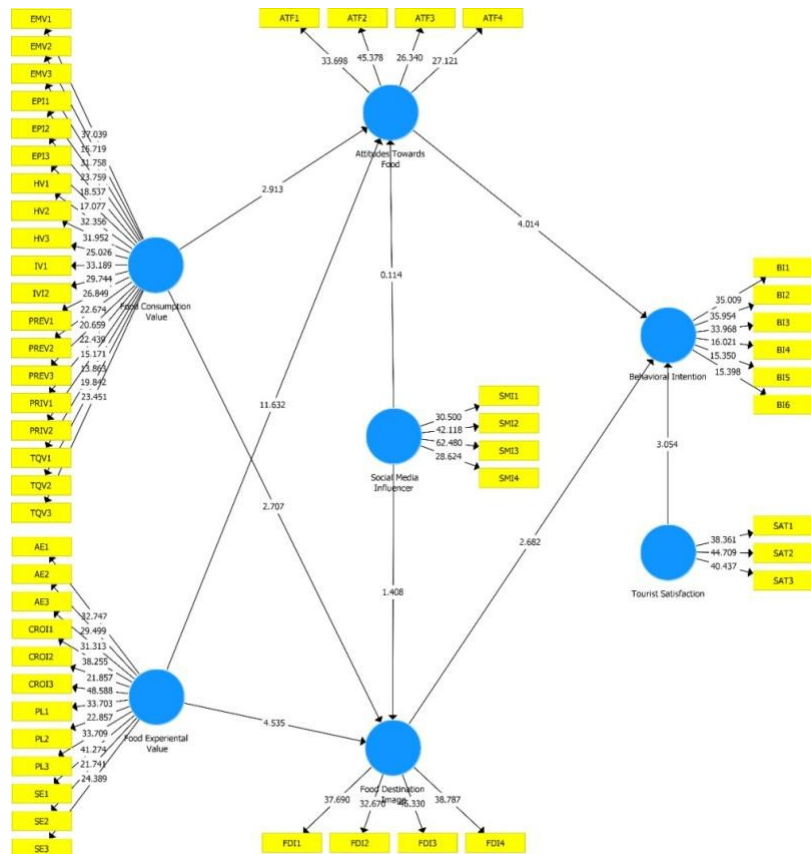 EMV1
EMV2
EMV3
EPI1
EPI2
EPI3
HV1
HV2
HV3
IV1
IVI2
PREV1
PREV2
PREV3
PRIV1
PRIV2
TQV1
TQV2
TQV3
37.039
15.719
31.758
23.759
18.537
17.077
32.356
31.952
25.026
33.189
29.744
26.849
22.674
20.659
22.439
15.171
13.863
19.842
23.451
Food Consumption
Value
ATF1
ATF2
ATF3
ATF4
33.698
45.378
26.340
27.121
Attitudes Towards
Food
2.913
4.014
0.114
11.632
2.707
BI1
BI2
BI3
BI4
BI5
BI6
35.009
35.954
33.968
16.021
15.350
15.398
Behavioral Intention
SMI1
SMI2
SMI3
SMI4
30.500
42.118
62.480
28.624
Social Media
Influencer
3.054
2.682
1.408
SAT1
SAT2
SAT3
38.361
44.709
40.437
Tourist Satisfaction
AE1
AE2
AE3
CROI1
CROI2
CROI3
PL1
PL2
PL3
SE1
SE2
SE3
32.747
29.499
31.313
38.255
21.857
48.588
33.703
22.857
33.709
41.274
21.741
24.389
Food Experiental
Value
4.535
Food Destination
Image
37.690
32.670
46.330
38.787
FDI1
FDI2
FDI3
FDI4